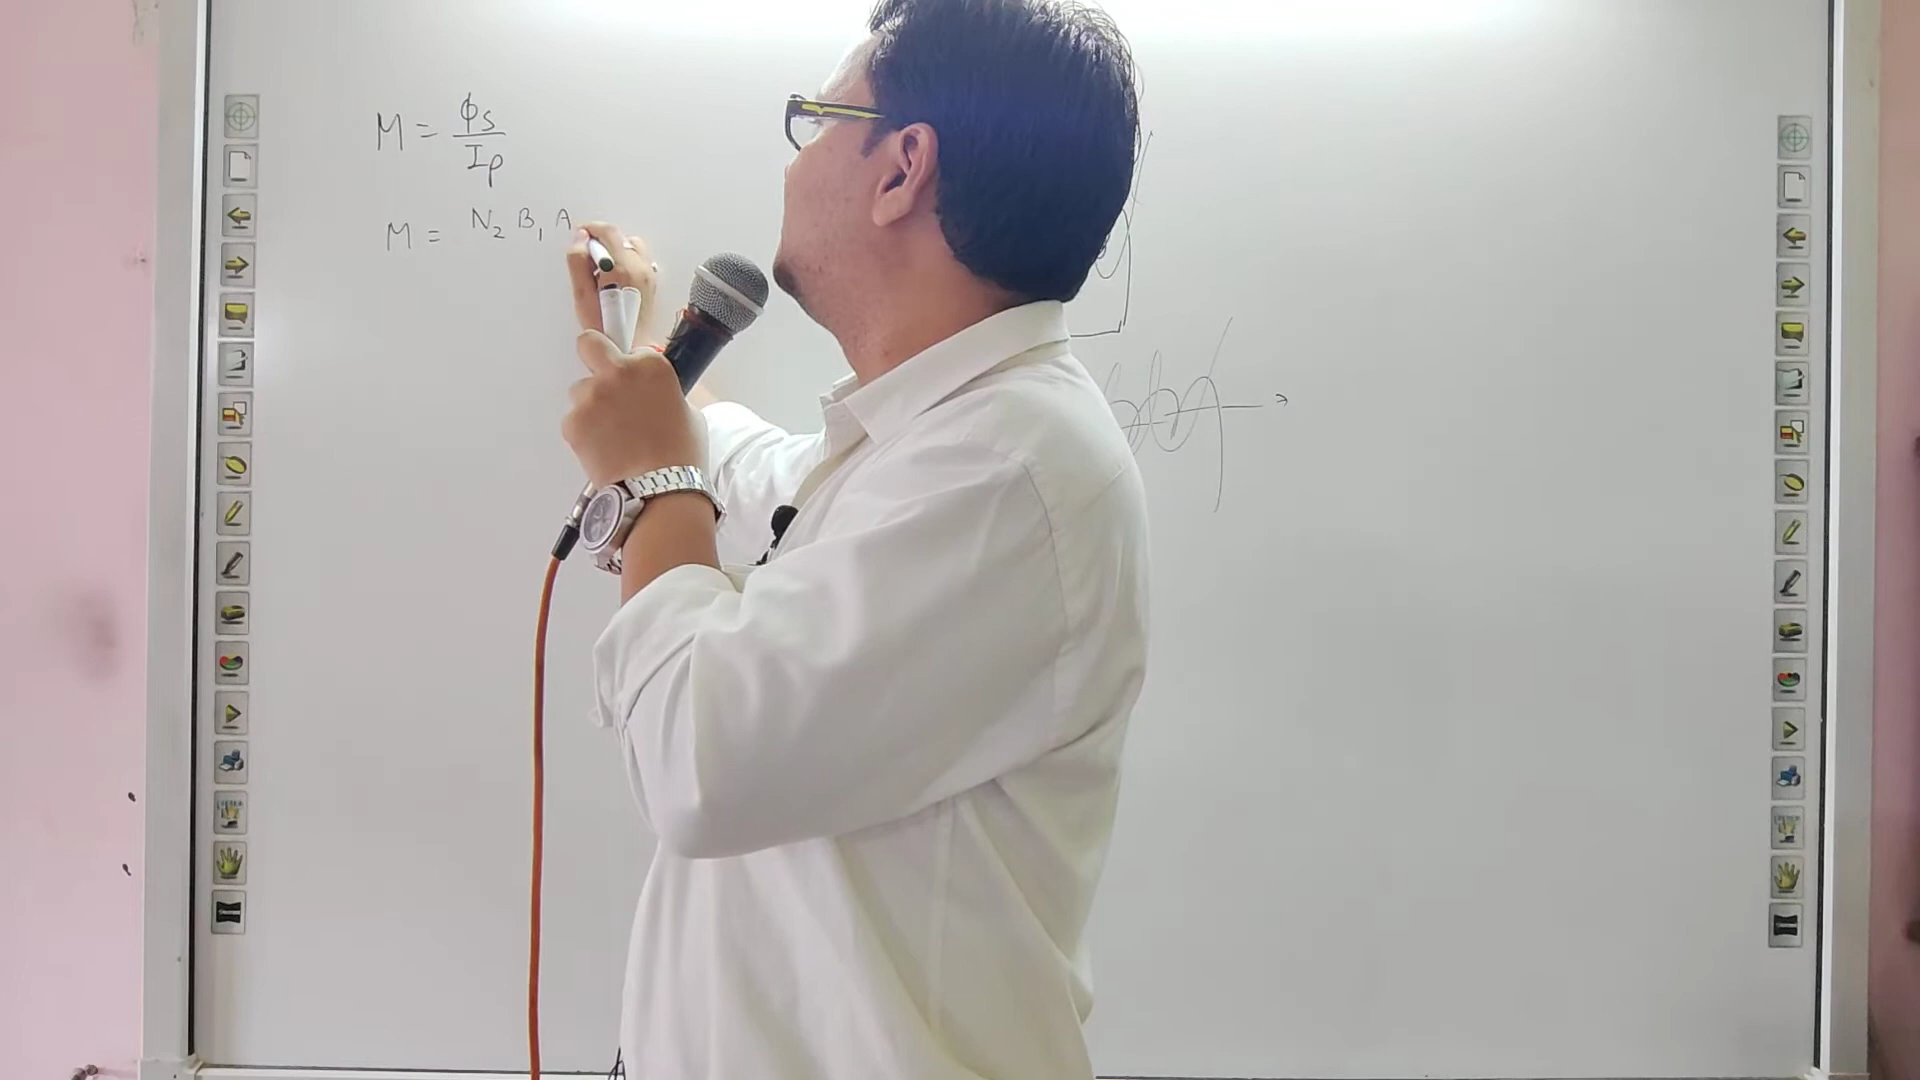 M = ϕs / Ip
M = N₂ B₁ A